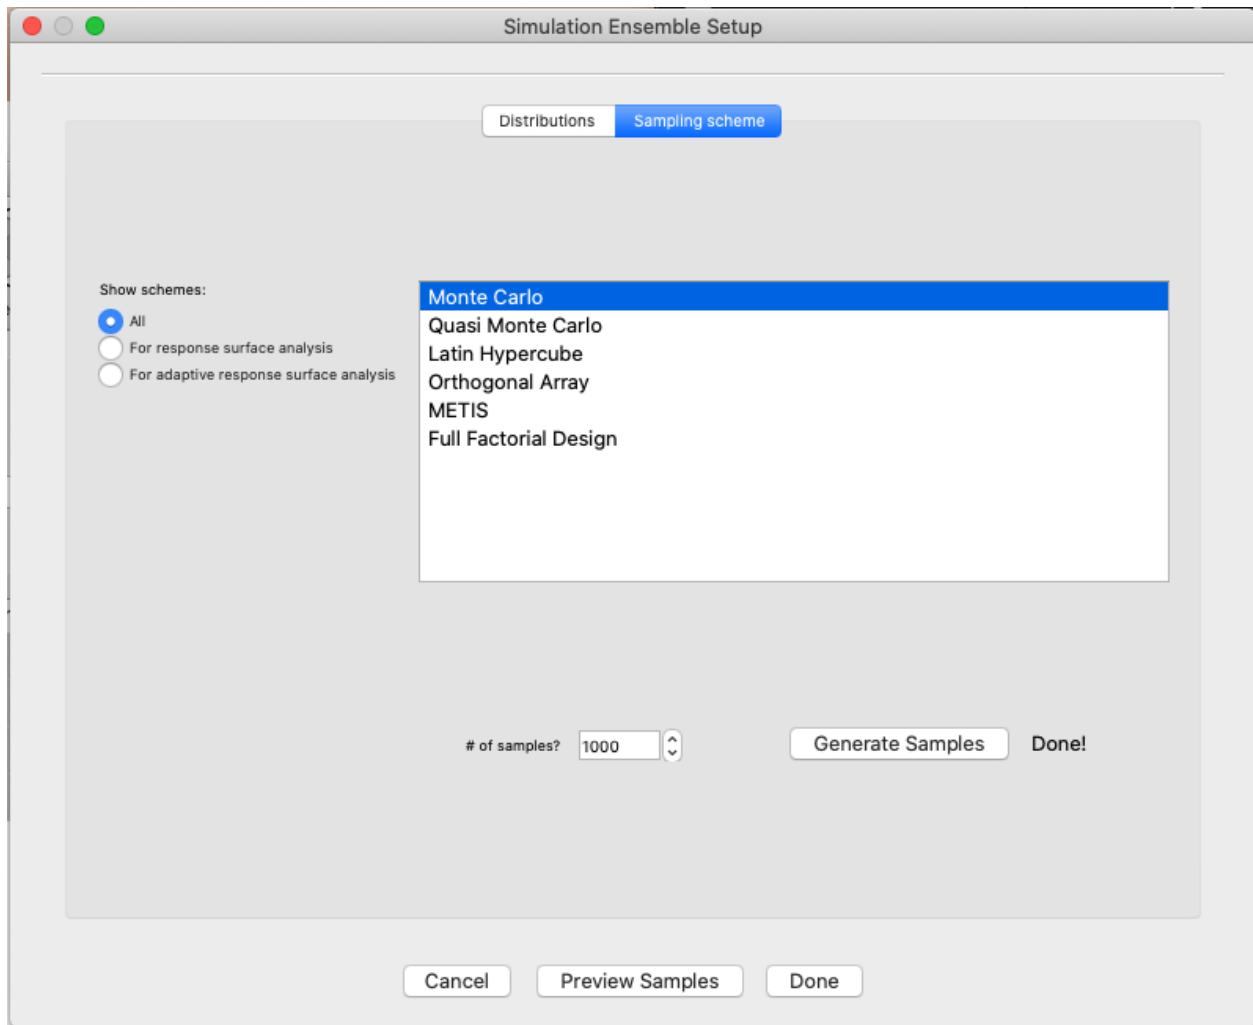 Simulation Ensemble Setup
Distributions
Sampling scheme
Show schemes:
All
For response surface analysis
For adaptive response surface analysis
Monte Carlo
Quasi Monte Carlo
Latin Hypercube
Orthogonal Array
METIS
Full Factorial Design
# of samples?
1000
Generate Samples
Done!
Cancel
Preview Samples
Done